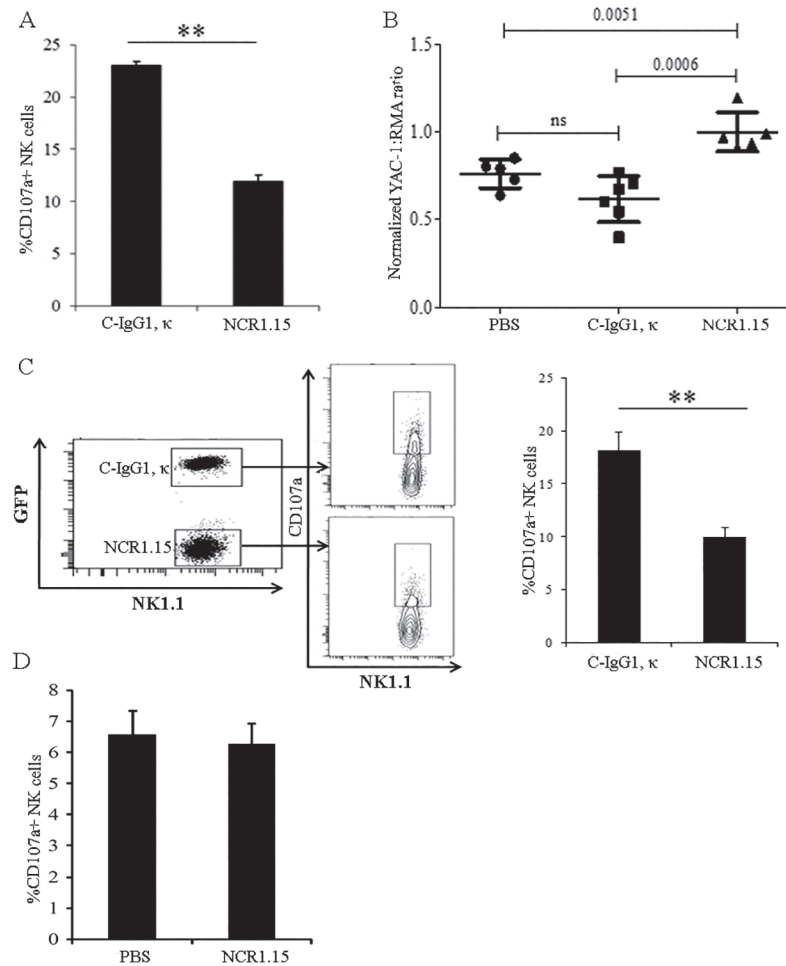 A
**
25
20
15
10
5
0
%CD107a+ NK cells
C-IgG1, κ
NCR1.15
B
0.0051
0.0006
ns
1.5
1.0
0.5
0.0
Normalized YAC-1:RMA ratio
PBS
C-IgG1, κ
NCR1.15
C
GFP
C-IgG1, κ
NCR1.15
NK1.1
CD107a
NK1.1
**
25
20
15
10
5
0
%CD107a+ NK cells
C-IgG1, κ
NCR1.15
D
8
7
6
5
4
3
2
1
0
%CD107a+ NK cells
PBS
NCR1.15